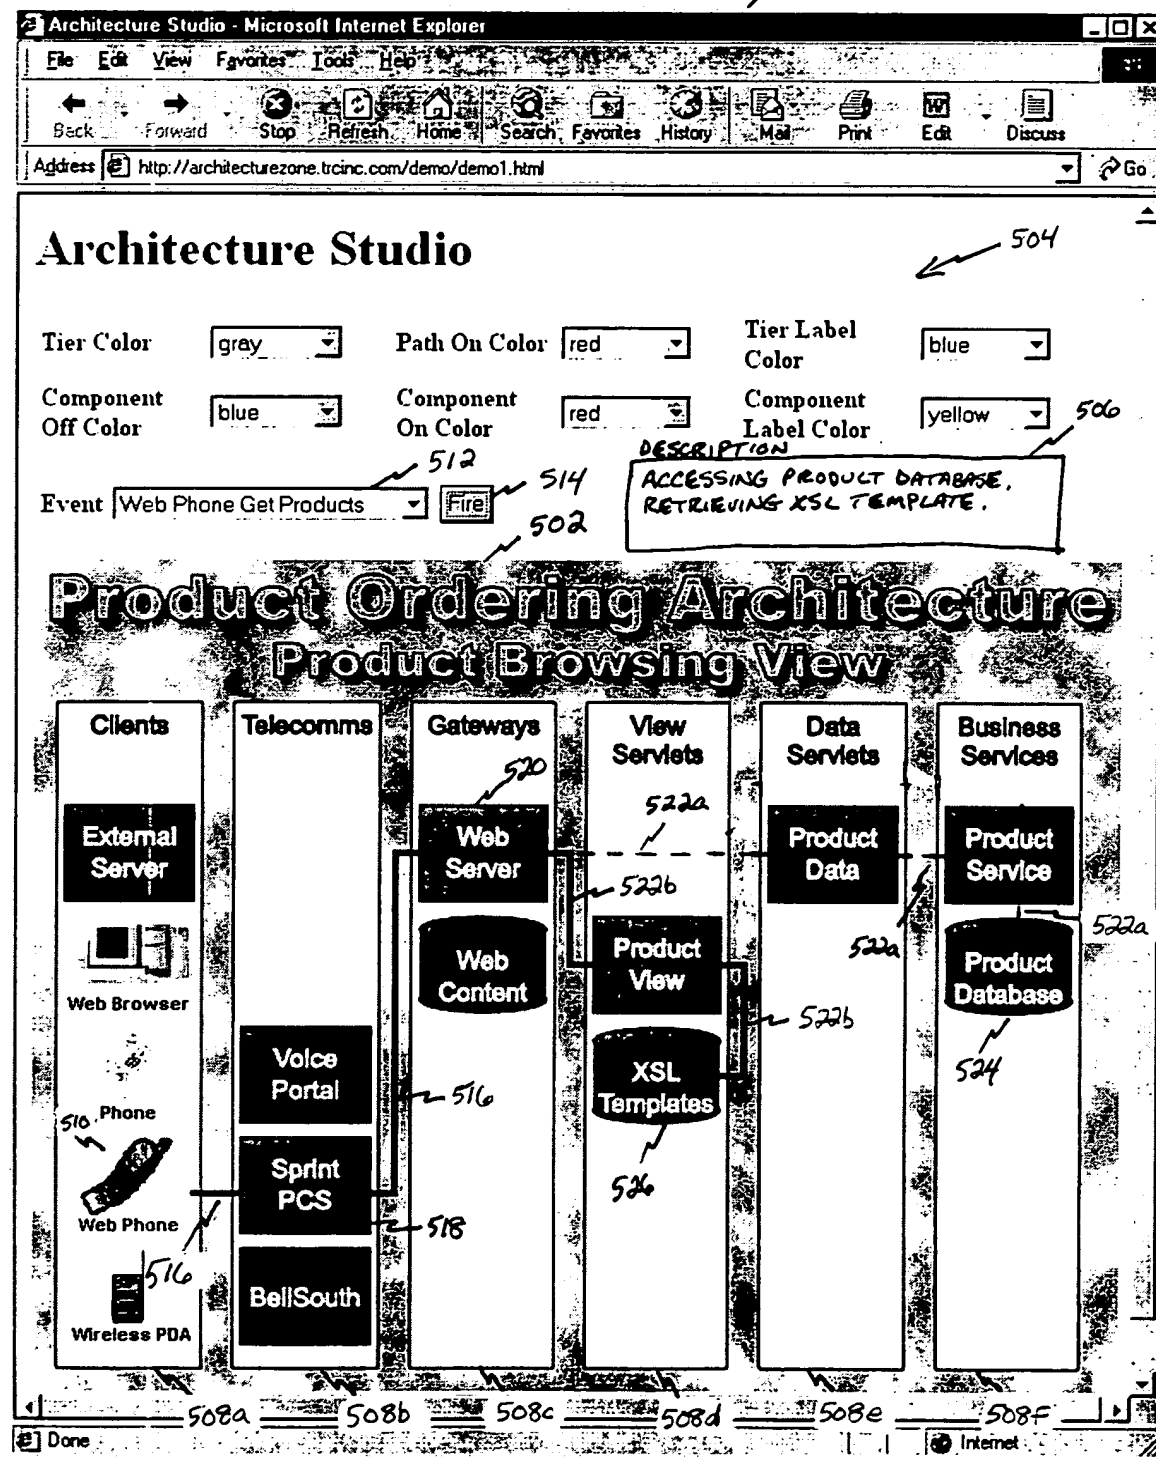 Architecture Studio - Microsoft Internet Explorer
File Edit View Favorites Tools Help
Back Forward Stop Refresh Home Search Favorites History Mail Print Edit Discuss
Address http://architecturezone.trcinc.com/demo/demo1.html Go
Architecture Studio
504
Tier Color gray Path On Color red Tier Label Color blue
Component Off Color blue Component On Color red Component Label Color yellow
506
DESCRIPTION
ACCESSING PRODUCT DATABASE.
RETRIEVING XSL TEMPLATE.
512
Event Web Phone Get Products Fire 514
502
Product Ordering Architecture
Product Browsing View
Clients Telecomms Gateways View Servlets Data Servlets Business Services
520
522a
External Server
Web Server
Product Data
Product Service
522b
522a
522a
Web Browser
Web Content
Product View
Product Database
522b
524
Voice Portal
XSL Templates
516
Phone
510
Sprint PCS
526
Web Phone
518
516
BellSouth
Wireless PDA
508a 508b 508c 508d 508e 508f
Done Internet